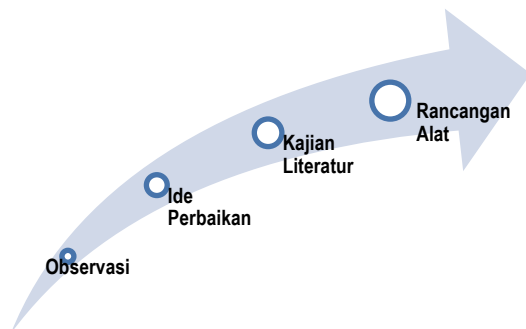 Observasi
Ide
Perbaikan
Kajian
Literatur
Rancangan
Alat